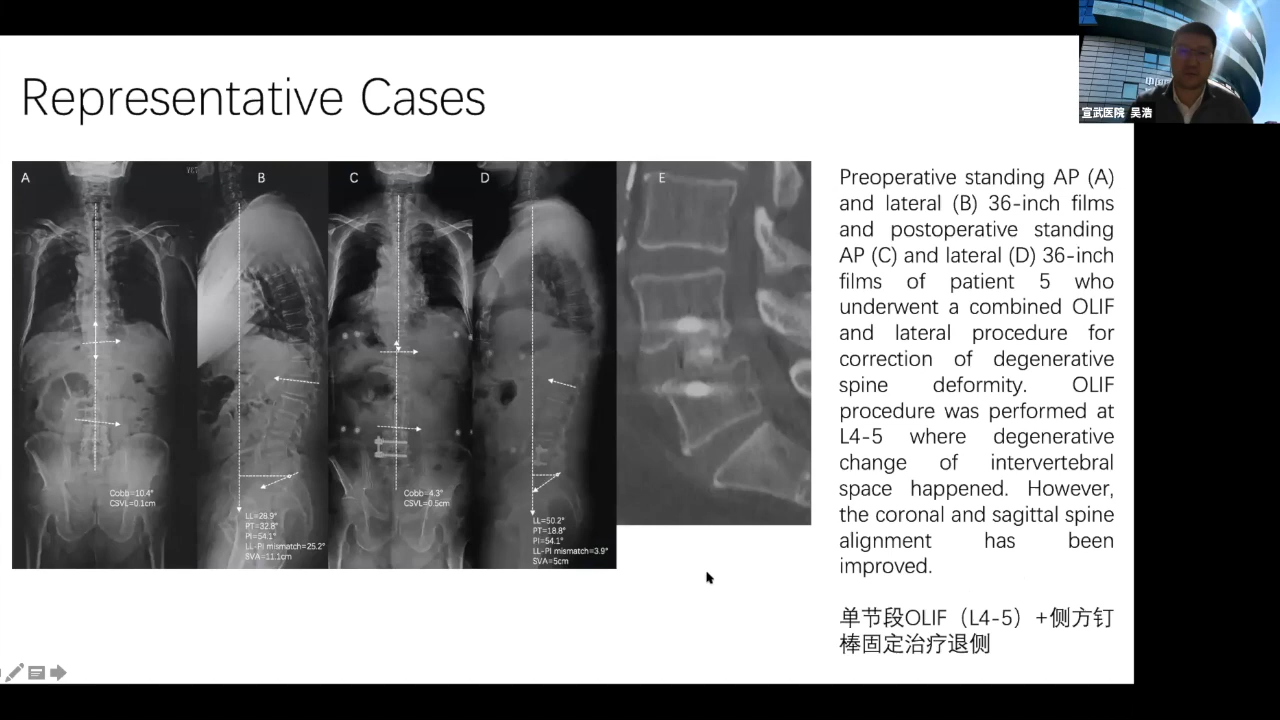 宣武医院 吴浩
Representative Cases
A
B
C
D
E
Cobb=10.4°
CSVL=0.1cm
LL=28.9°
PT=32.8°
PI=54.1°
LL-PI mismatch=25.2°
SVA=11.1cm
Cobb=4.3°
CSVL=0.5cm
LL=50.2°
PT=18.8°
PI=54.1°
LL-PI mismatch=3.9°
SVA=5cm
Preoperative standing AP (A)
and lateral (B) 36-inch films
and postoperative standing
AP (C) and lateral (D) 36-inch
films of patient 5 who
underwent a combined OLIF
and lateral procedure for
correction of degenerative
spine deformity. OLIF
procedure was performed at
L4-5 where degenerative
change of intervertebral
space happened. However,
the coronal and sagittal spine
alignment has been
improved.
单节段OLIF（L4-5）+侧方钉
棒固定治疗退侧